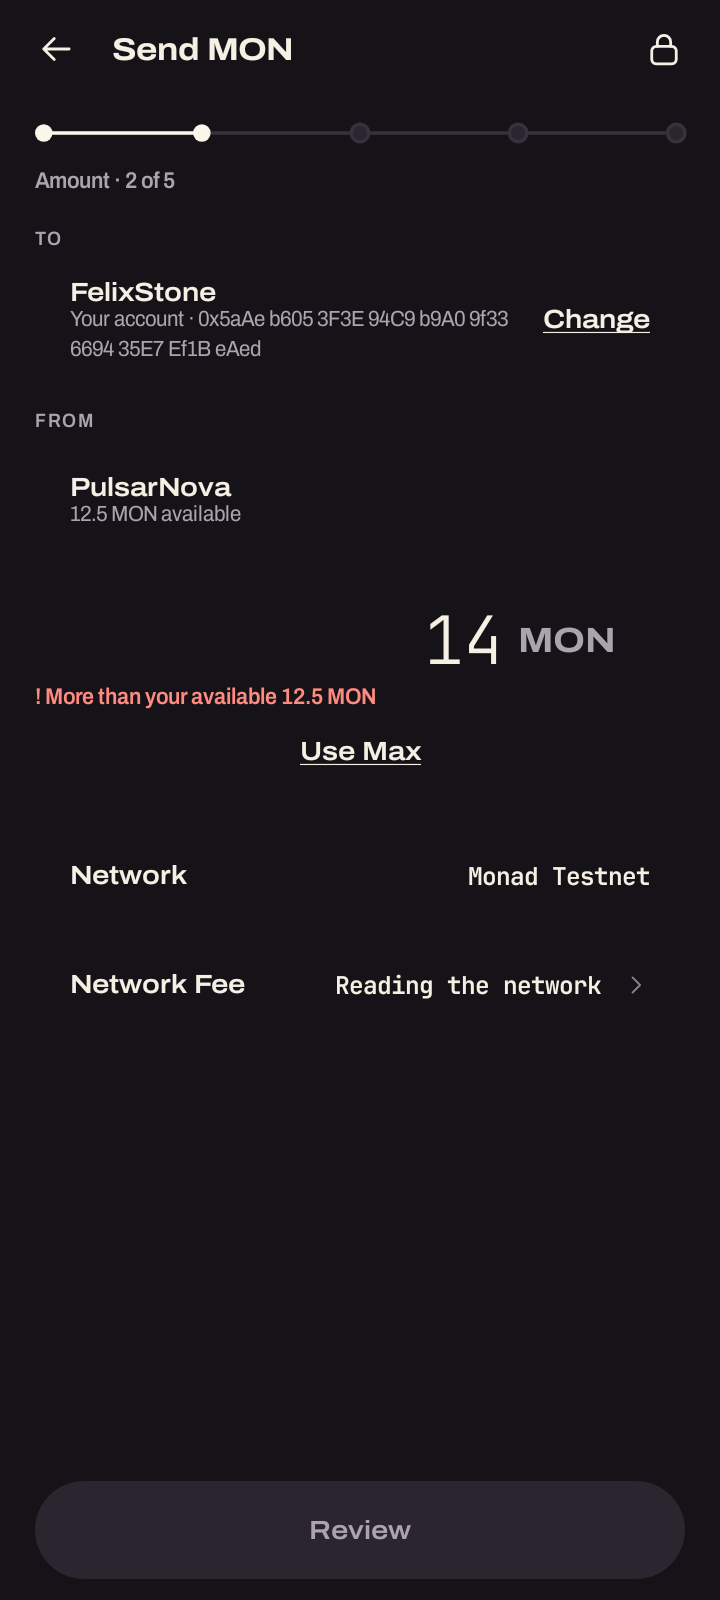 Send MON
Amount · 2 of 5
TO
FelixStone
Your account · 0x5aAe b605 3F3E 94C9 b9A0 9f33
6694 35E7 Ef1B eAed
Change
FROM
PulsarNova
12.5 MON available
14 MON
! More than your available 12.5 MON
Use Max
Network
Monad Testnet
Network Fee
Reading the network
Review